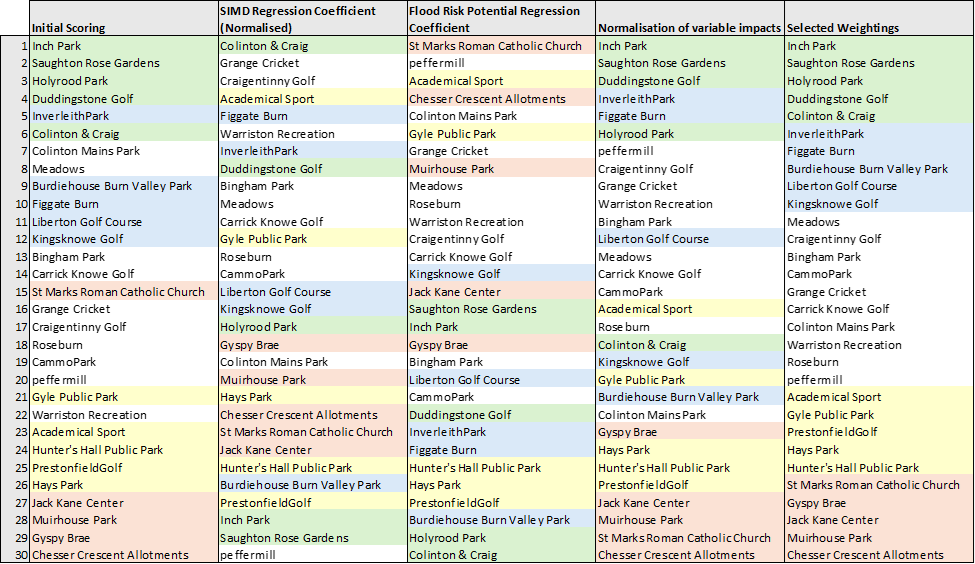 Initial Scoring | SIMD Regression Coefficient (Normalised) | Flood Risk Potential Regression Coefficient | Normalisation of variable impacts | Selected Weightings
1 | Inch Park | Colinton & Craig | St Marks Roman Catholic Church | Inch Park | Inch Park
2 | Saughton Rose Gardens | Grange Cricket | peffermill | Saughton Rose Gardens | Saughton Rose Gardens
3 | Holyrood Park | Craigentinny Golf | Academical Sport | Duddingstone Golf | Holyrood Park
4 | Duddingstone Golf | Academical Sport | Chesser Crescent Allotments | InverleithPark | Duddingstone Golf
5 | InverleithPark | Figgate Burn | Colinton Mains Park | Figgate Burn | Colinton & Craig
6 | Colinton & Craig | Warriston Recreation | Gyle Public Park | Holyrood Park | InverleithPark
7 | Colinton Mains Park | InverleithPark | Grange Cricket | peffermill | Figgate Burn
8 | Meadows | Duddingstone Golf | Muirhouse Park | Craigentinny Golf | Burdiehouse Burn Valley Park
9 | Burdiehouse Burn Valley Park | Bingham Park | Meadows | Grange Cricket | Liberton Golf Course
10 | Figgate Burn | Meadows | Roseburn | Warriston Recreation | Kingsknowe Golf
11 | Liberton Golf Course | Carrick Knowe Golf | Warriston Recreation | Bingham Park | Meadows
12 | Kingsknowe Golf | Gyle Public Park | Craigentinny Golf | Liberton Golf Course | Craigentinny Golf
13 | Bingham Park | Roseburn | Carrick Knowe Golf | Meadows | Bingham Park
14 | Carrick Knowe Golf | CammoPark | Kingsknowe Golf | Carrick Knowe Golf | CammoPark
15 | St Marks Roman Catholic Church | Liberton Golf Course | Jack Kane Center | CammoPark | Grange Cricket
16 | Grange Cricket | Kingsknowe Golf | Saughton Rose Gardens | Academical Sport | Carrick Knowe Golf
17 | Craigentinny Golf | Holyrood Park | Inch Park | Roseburn | Colinton Mains Park
18 | Roseburn | Gyspy Brae | Gyspy Brae | Colinton & Craig | Warriston Recreation
19 | CammoPark | Colinton Mains Park | Bingham Park | Kingsknowe Golf | Roseburn
20 | peffermill | Muirhouse Park | Liberton Golf Course | Gyle Public Park | peffermill
21 | Gyle Public Park | Hays Park | CammoPark | Burdiehouse Burn Valley Park | Academical Sport
22 | Warriston Recreation | Chesser Crescent Allotments | Duddingstone Golf | Colinton Mains Park | Gyle Public Park
23 | Academical Sport | St Marks Roman Catholic Church | InverleithPark | Gyspy Brae | PrestonfieldGolf
24 | Hunter's Hall Public Park | Jack Kane Center | Figgate Burn | Hays Park | Hays Park
25 | PrestonfieldGolf | Hunter's Hall Public Park | Hunter's Hall Public Park | Hunter's Hall Public Park | Hunter's Hall Public Park
26 | Hays Park | Burdiehouse Burn Valley Park | Hays Park | PrestonfieldGolf | St Marks Roman Catholic Church
27 | Jack Kane Center | PrestonfieldGolf | PrestonfieldGolf | Jack Kane Center | Gyspy Brae
28 | Muirhouse Park | Inch Park | Burdiehouse Burn Valley Park | Muirhouse Park | Jack Kane Center
29 | Gyspy Brae | Saughton Rose Gardens | Holyrood Park | St Marks Roman Catholic Church | Muirhouse Park
30 | Chesser Crescent Allotments | peffermill | Colinton & Craig | Chesser Crescent Allotments | Chesser Crescent Allotments